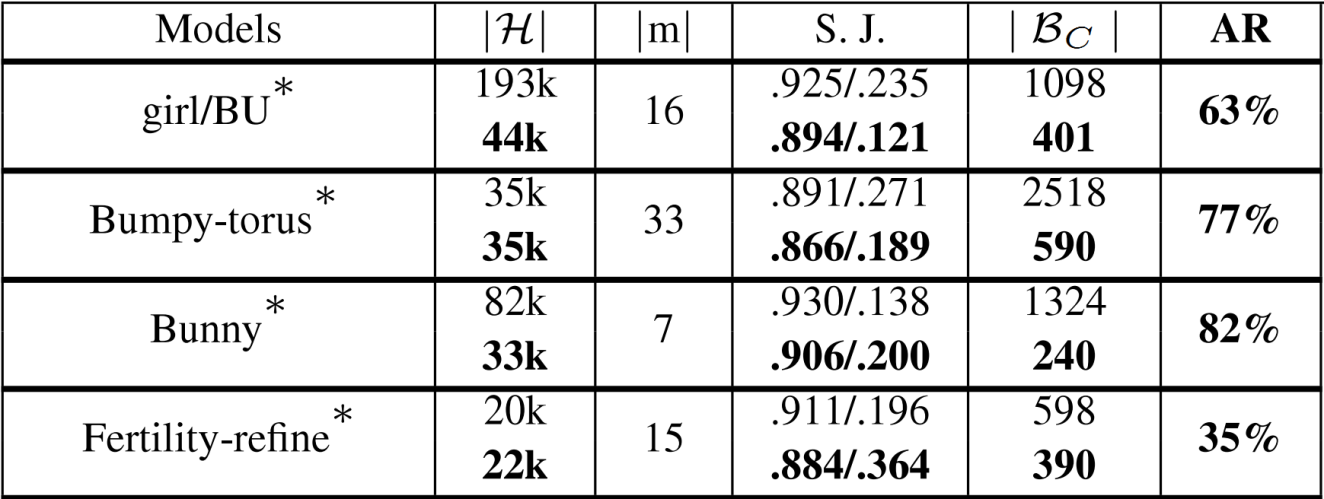 Models |ℋ| |m| S. J. | ℬ_C | AR
girl/BU* 193k 16 .925/.235 1098 63%
44k .894/.121 401
Bumpy-torus* 35k 33 .891/.271 2518 77%
35k .866/.189 590
Bunny* 82k 7 .930/.138 1324 82%
33k .906/.200 240
Fertility-refine* 20k 15 .911/.196 598 35%
22k .884/.364 390